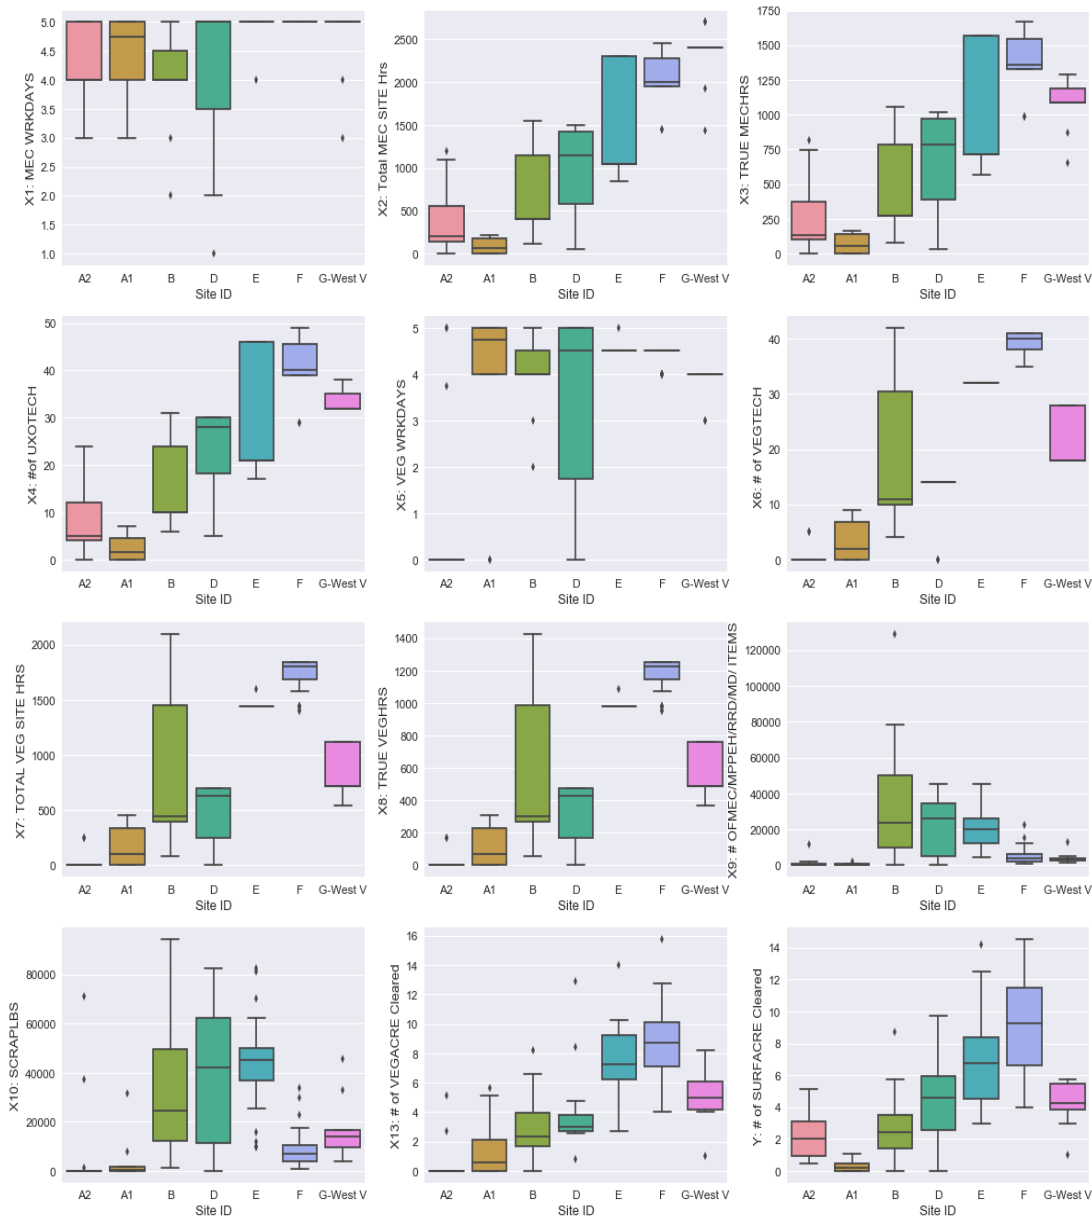 X1: MEC WRKDAYS
5.0
4.5
4.0
3.5
3.0
2.5
2.0
1.5
1.0
A2 A1 B D E F G-West V
Site ID
X2: Total MEC SITE Hrs
2500
2000
1500
1000
500
0
A2 A1 B D E F G-West V
Site ID
X3: TRUE MECHRS
1750
1500
1250
1000
750
500
250
0
A2 A1 B D E F G-West V
Site ID
X4: #of UXOTECH
50
40
30
20
10
0
A2 A1 B D E F G-West V
Site ID
X5: VEG WRKDAYS
5
4
3
2
1
0
A2 A1 B D E F G-West V
Site ID
X6: # of VEGTECH
40
30
20
10
0
A2 A1 B D E F G-West V
Site ID
X7: TOTAL VEG SITE HRS
2000
1500
1000
500
0
A2 A1 B D E F G-West V
Site ID
X8: TRUE VEGHRS
1400
1200
1000
800
600
400
200
0
A2 A1 B D E F G-West V
Site ID
X9: # OFMEC/MPPEH/RRD/MD/ ITEMS
120000
100000
80000
60000
40000
20000
0
A2 A1 B D E F G-West V
Site ID
X10: SCRAPLBS
80000
60000
40000
20000
0
A2 A1 B D E F G-West V
Site ID
X13: # of VEGACRE Cleared
16
14
12
10
8
6
4
2
0
A2 A1 B D E F G-West V
Site ID
Y: # of SURFACRE Cleared
14
12
10
8
6
4
2
0
A2 A1 B D E F G-West V
Site ID